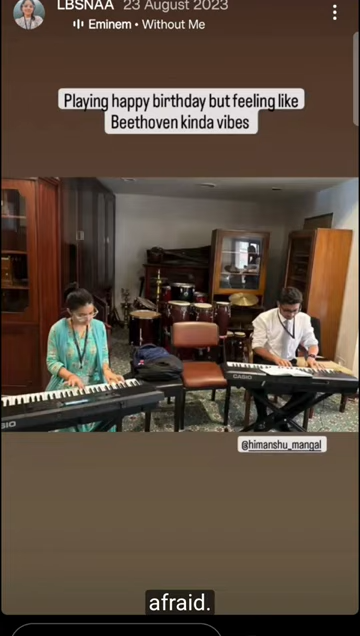 LBSNAA 23 August 2023
Eminem • Without Me
Playing happy birthday but feeling like
Beethoven kinda vibes
CASIO
@himanshu_mangal
afraid.